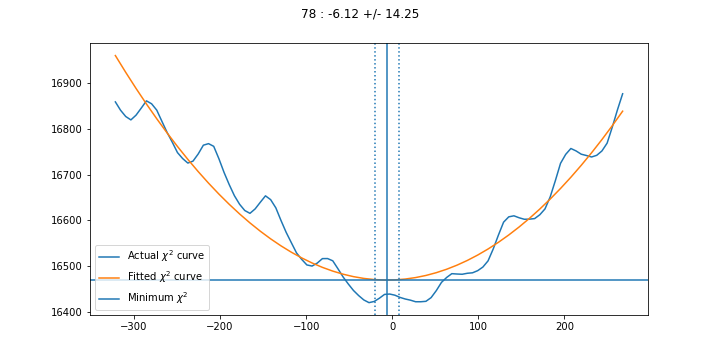 78 : -6.12 +/- 14.25
16900
16800
16700
16600
16500
16400
Actual χ² curve
Fitted χ² curve
Minimum χ²
−300 −200 −100 0 100 200